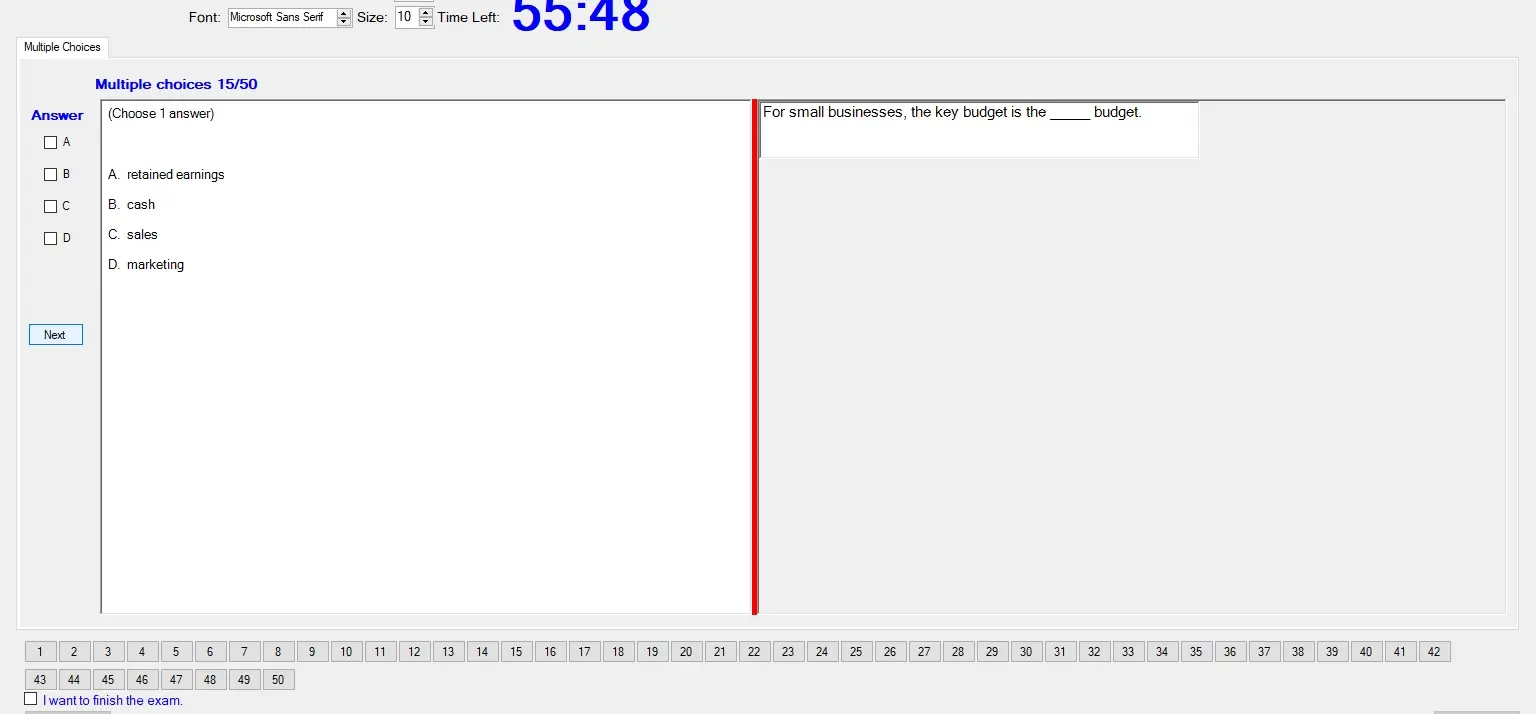 Font: Microsoft Sans Serif Size: 10 Time Left: 55:48
Multiple Choices
Multiple choices 15/50
Answer
(Choose 1 answer)
For small businesses, the key budget is the _____ budget.
A
B
C
D
A. retained earnings
B. cash
C. sales
D. marketing
Next
1 2 3 4 5 6 7 8 9 10 11 12 13 14 15 16 17 18 19 20 21 22 23 24 25 26 27 28 29 30 31 32 33 34 35 36 37 38 39 40 41 42
43 44 45 46 47 48 49 50
I want to finish the exam.